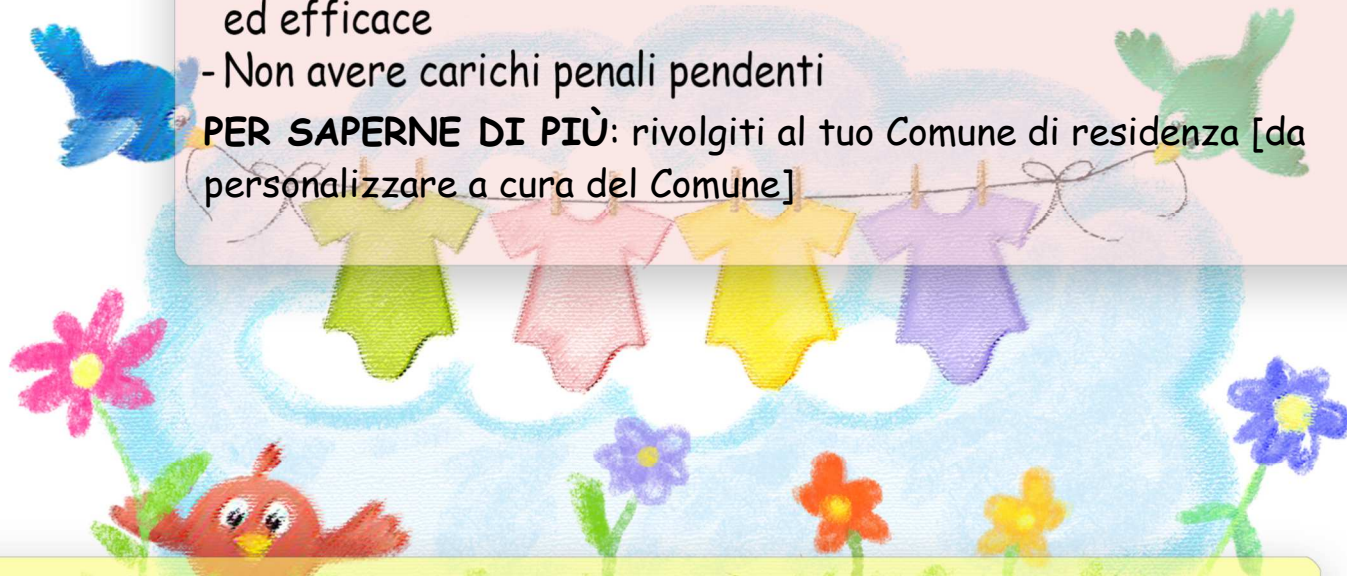 ed efficace
- Non avere carichi penali pendenti
PER SAPERNE DI PIÙ: rivolgiti al tuo Comune di residenza [da
personalizzare a cura del Comune]